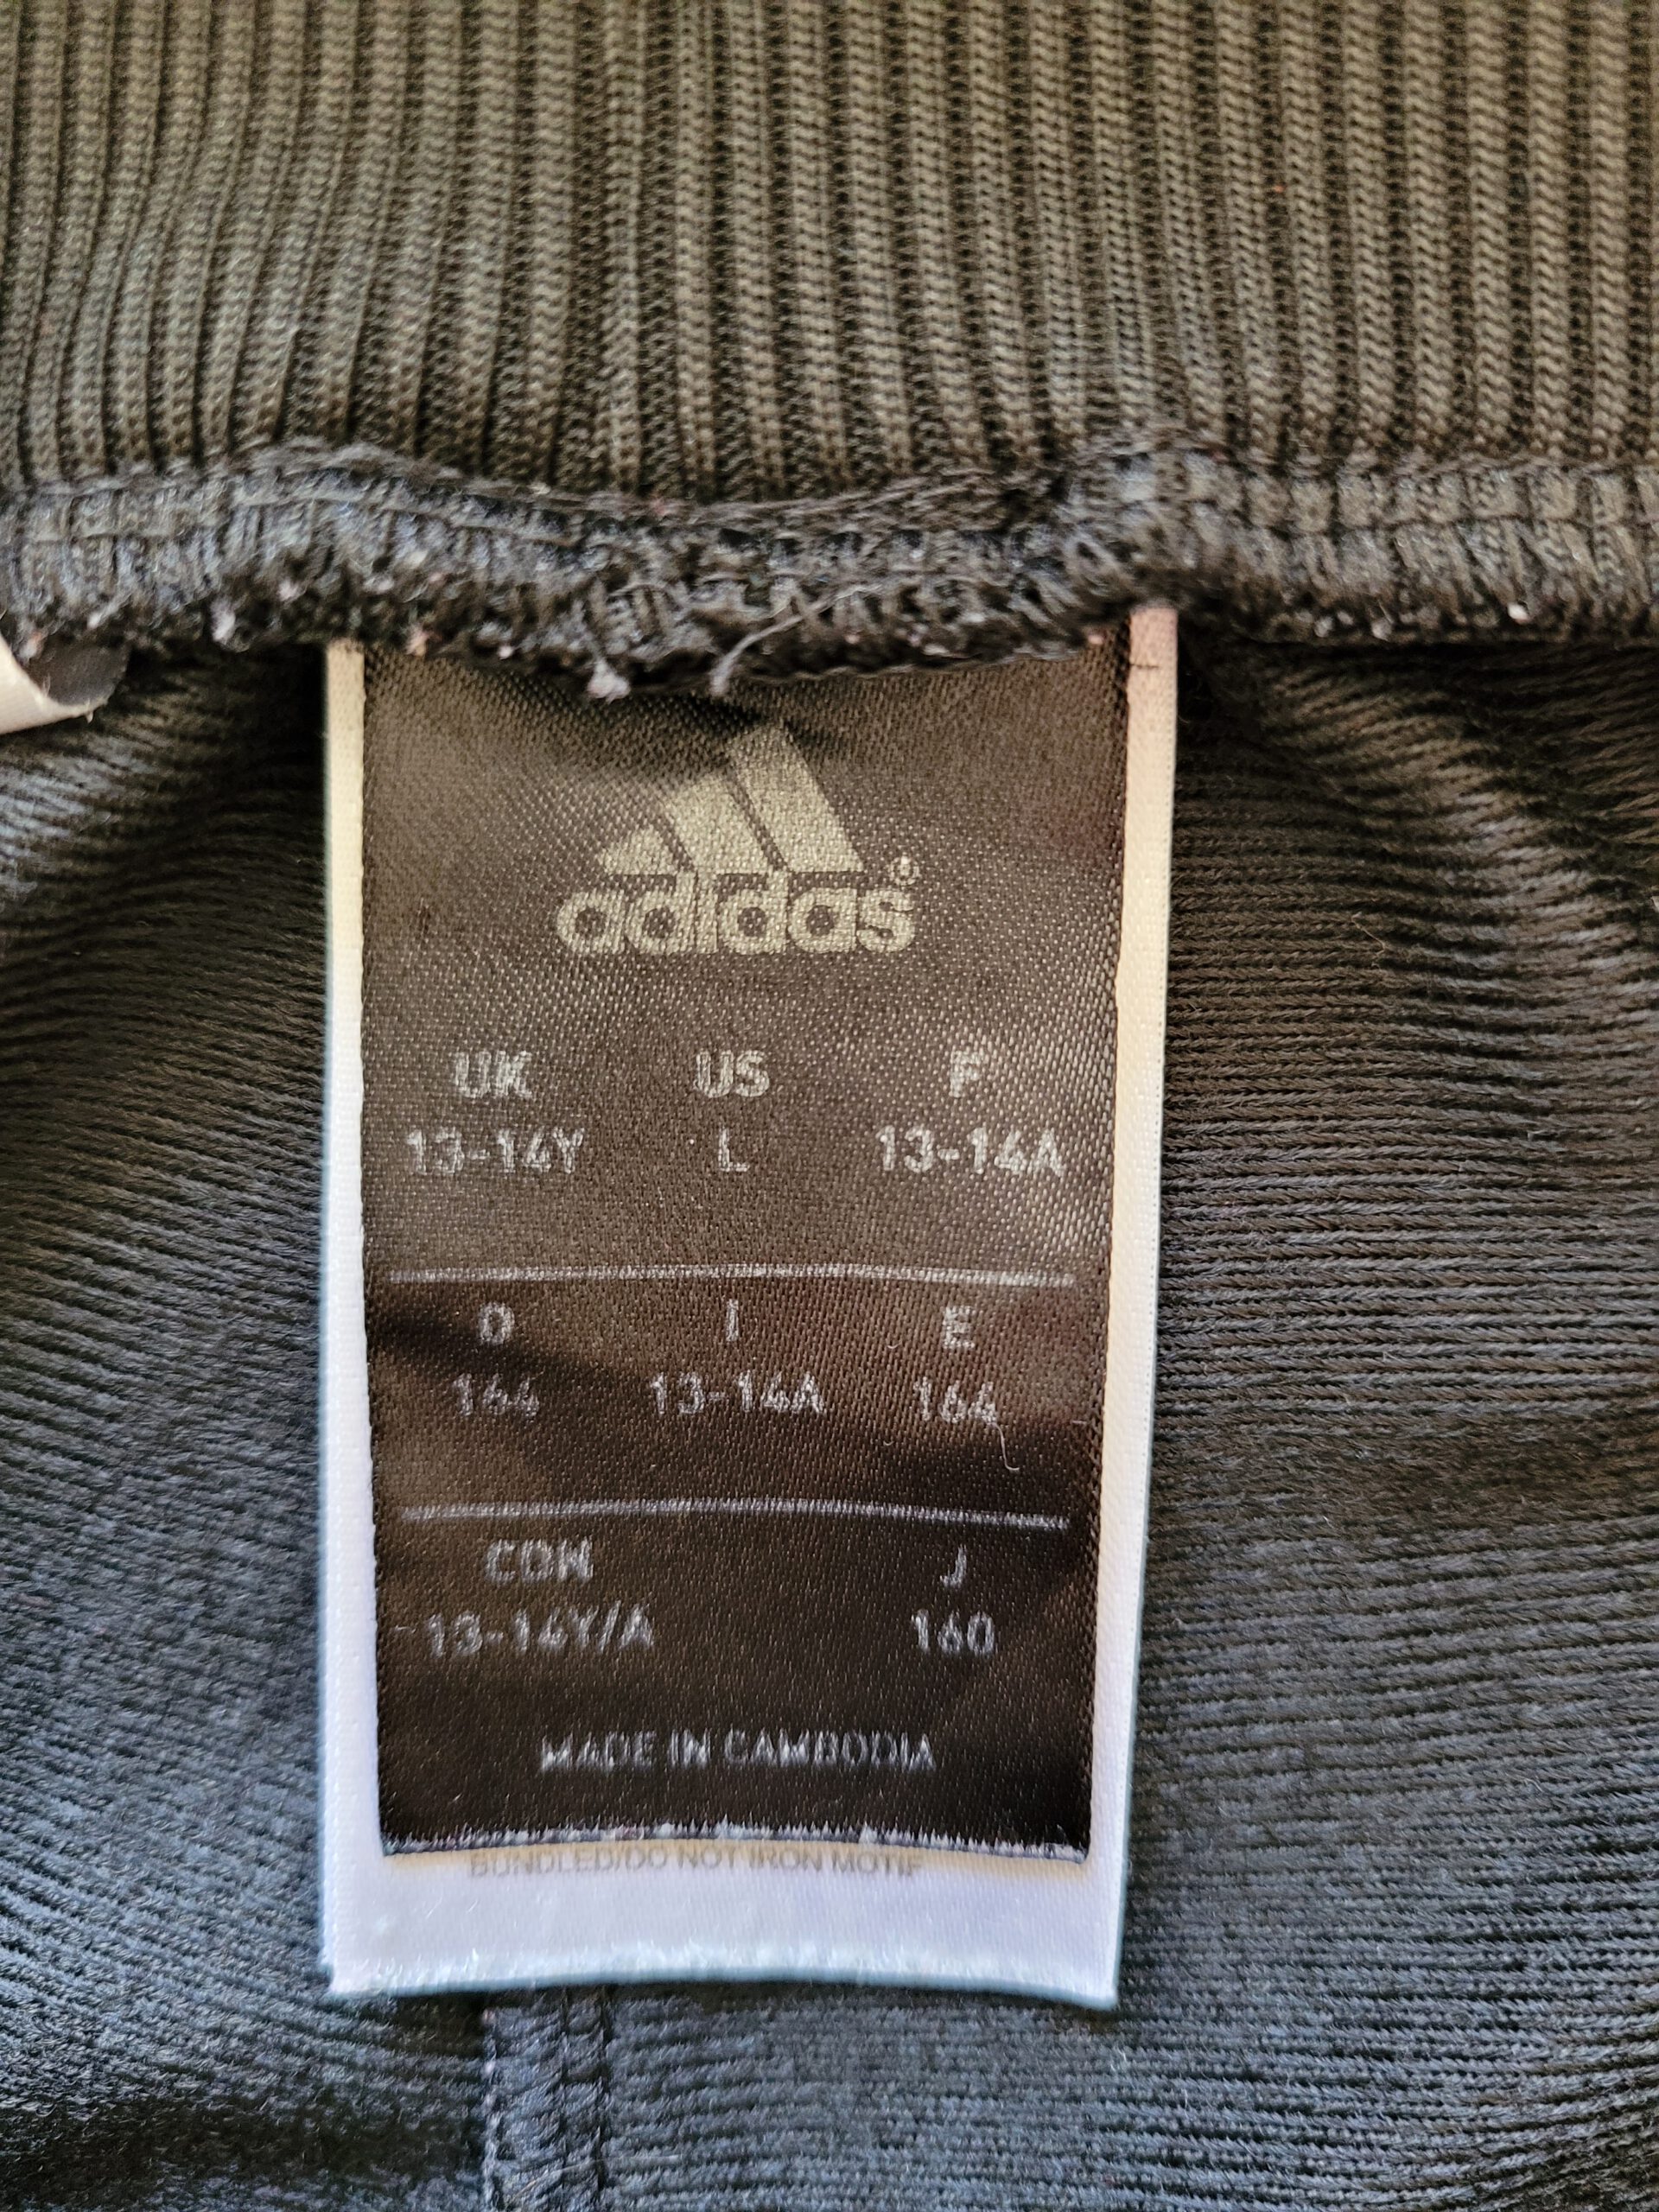 adidas®
UK US F
13-14Y L 13-14A
D I E
164 13-14A 164
CDN J
13-14Y/A 160
MADE IN CAMBODIA
BUNDLED/DO NOT IRON MOTIF